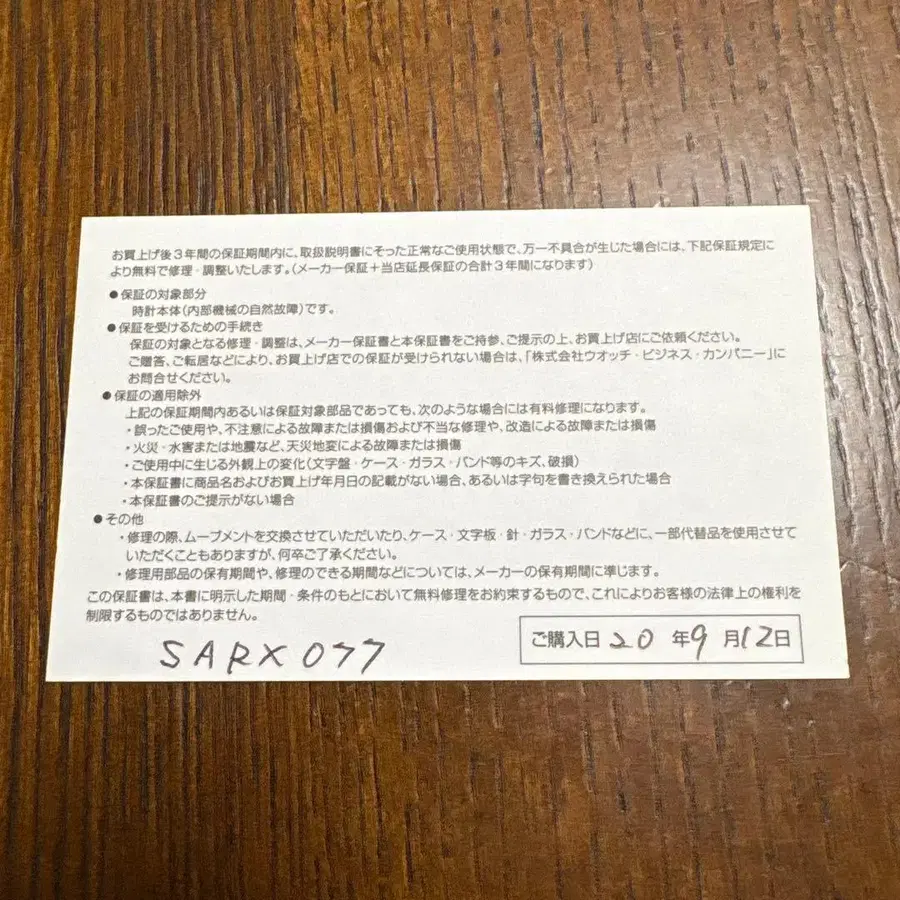 お買上げ後3年間の保証期間内に、取扱説明書にそった正常なご使用状態で、万一不具合が生じた場合には、下記保証規定に
より無料で修理・調整いたします。(メーカー保証+当店延長保証の合計3年間になります)
●保証の対象部分
時計本体(内部機械の自然故障)です。
●保証を受けるための手続き
保証の対象となる修理・調整は、メーカー保証書と本保証書をご持参、ご提示の上、お買上げ店にご依頼ください。
ご贈答、ご転居などにより、お買上げ店での保証が受けられない場合は、「株式会社ウオッチ・ビジネス・カンパニー」に
お問合せください。
●保証の適用除外
上記の保証期間内あるいは保証対象部品であっても、次のような場合には有料修理になります。
・誤ったご使用や、不注意による故障または損傷および不当な修理や、改造による故障または損傷
・火災・水害または地震など、天災地変による故障または損傷
・ご使用中に生じる外観上の変化(文字盤・ケース・ガラス・バンド等のキズ、破損)
・本保証書に商品名およびお買上げ年月日の記載がない場合、あるいは字句を書き換えられた場合
・本保証書のご提示がない場合
●その他
・修理の際、ムーブメントを交換させていただいたり、ケース・文字板・針・ガラス・バンドなどに、一部代替品を使用させて
いただくこともありますが、何卒ご了承ください。
・修理用部品の保有期間や、修理のできる期間などについては、メーカーの保有期間に準じます。
この保証書は、本書に明示した期間・条件のもとにおいて無料修理をお約束するもので、これによりお客様の法律上の権利を
制限するものではありません。
SARX077
ご購入日20年9月12日